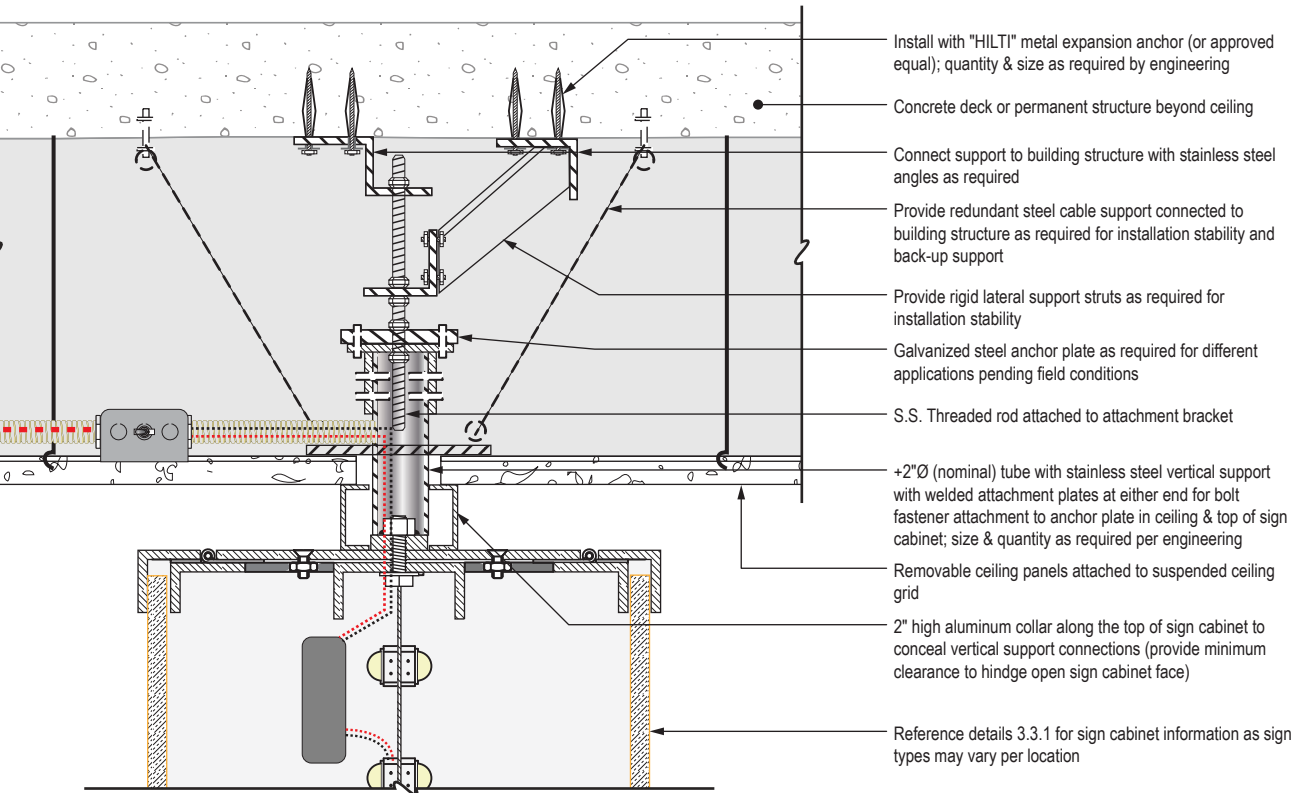 Install with "HILTI" metal expansion anchor (or approved
equal); quantity & size as required by engineering
Concrete deck or permanent structure beyond ceiling
Connect support to building structure with stainless steel
angles as required
Provide redundant steel cable support connected to
building structure as required for installation stability and
back-up support
Provide rigid lateral support struts as required for
installation stability
Galvanized steel anchor plate as required for different
applications pending field conditions
S.S. Threaded rod attached to attachment bracket
+2"Ø (nominal) tube with stainless steel vertical support
with welded attachment plates at either end for bolt
fastener attachment to anchor plate in ceiling & top of sign
cabinet; size & quantity as required per engineering
Removable ceiling panels attached to suspended ceiling
grid
2" high aluminum collar along the top of sign cabinet to
conceal vertical support connections (provide minimum
clearance to hindge open sign cabinet face)
Reference details 3.3.1 for sign cabinet information as sign
types may vary per location